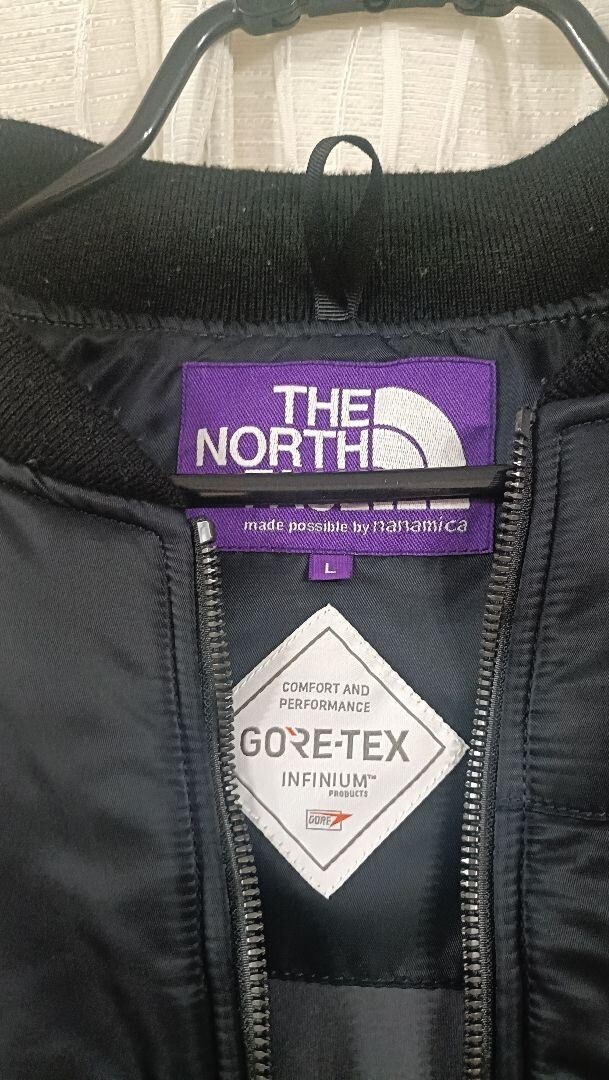 THE
NORTH
made possible by nanamica
L
COMFORT AND
PERFORMANCE
GORE-TEX
INFINIUM™
PRODUCTS
GORE